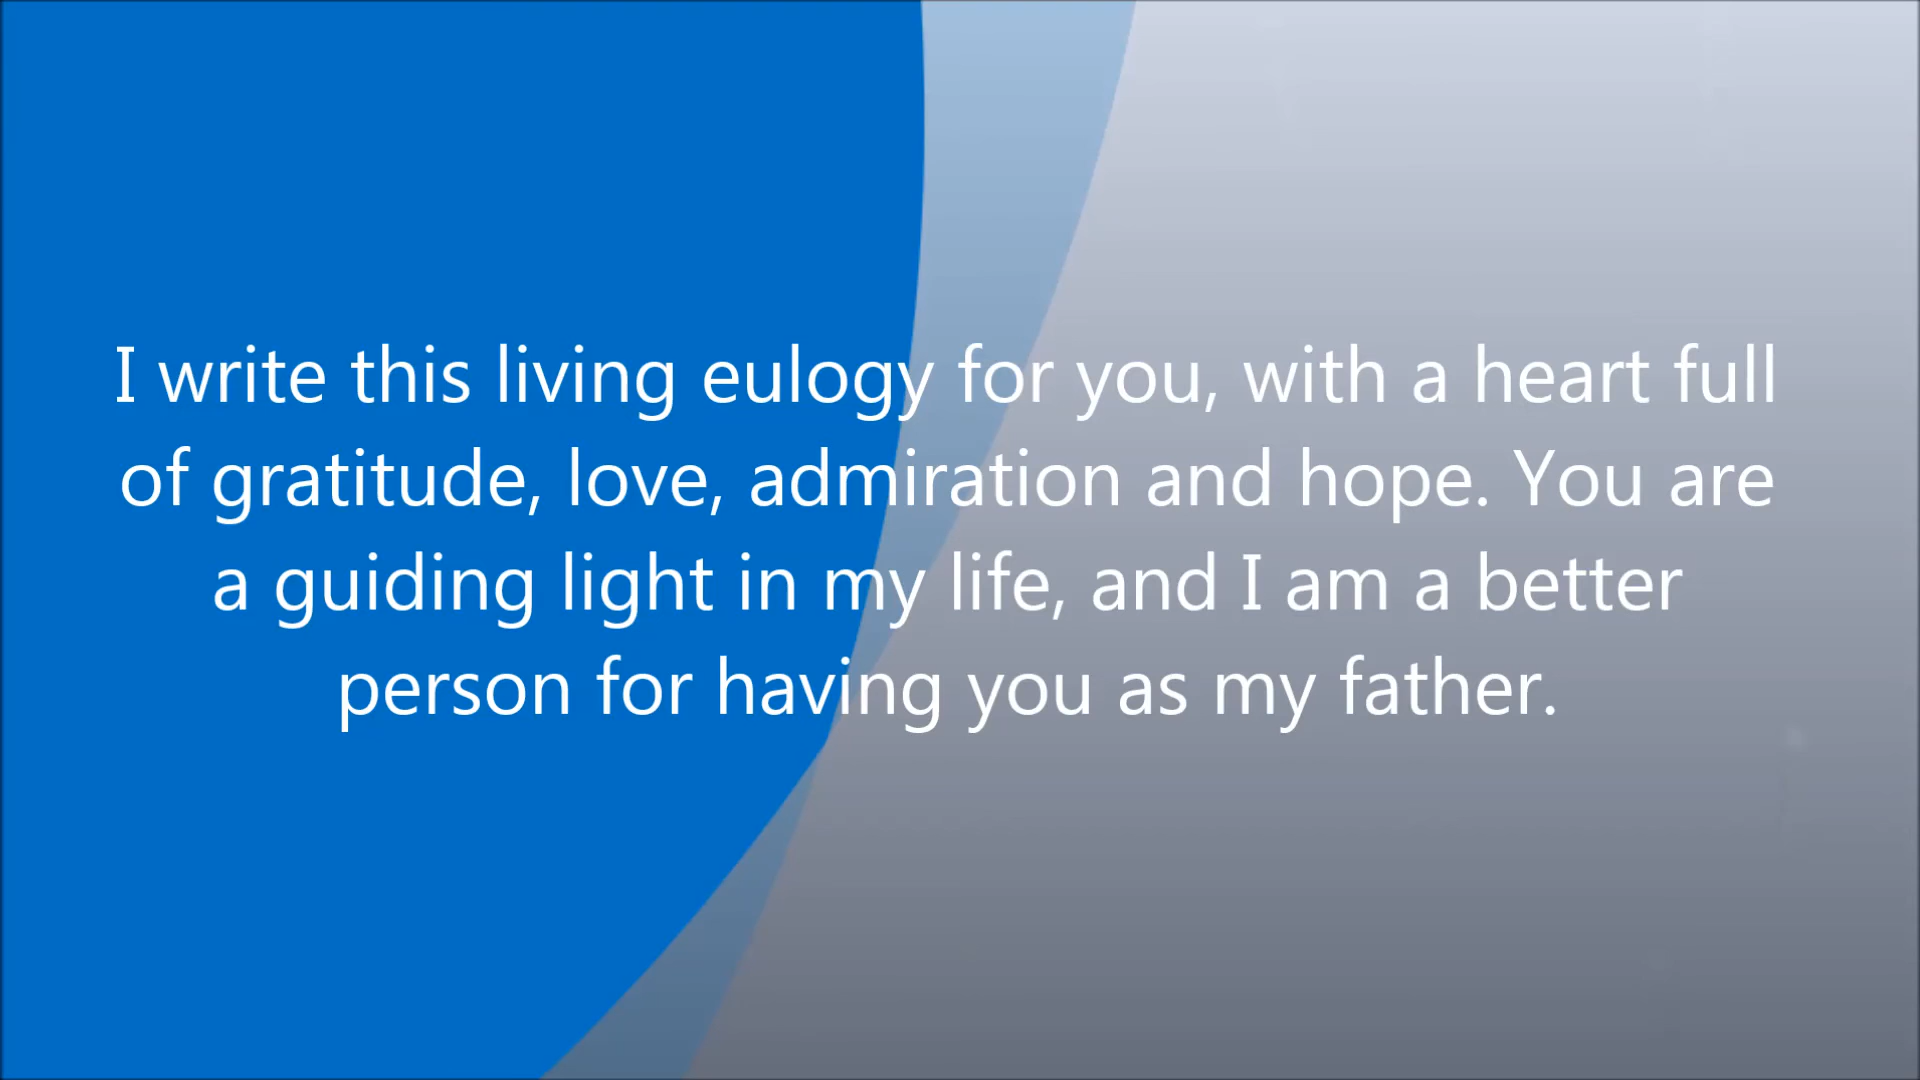 I write this living eulogy for you, with a heart full
of gratitude, love, admiration and hope. You are
a guiding light in my life, and I am a better
person for having you as my father.